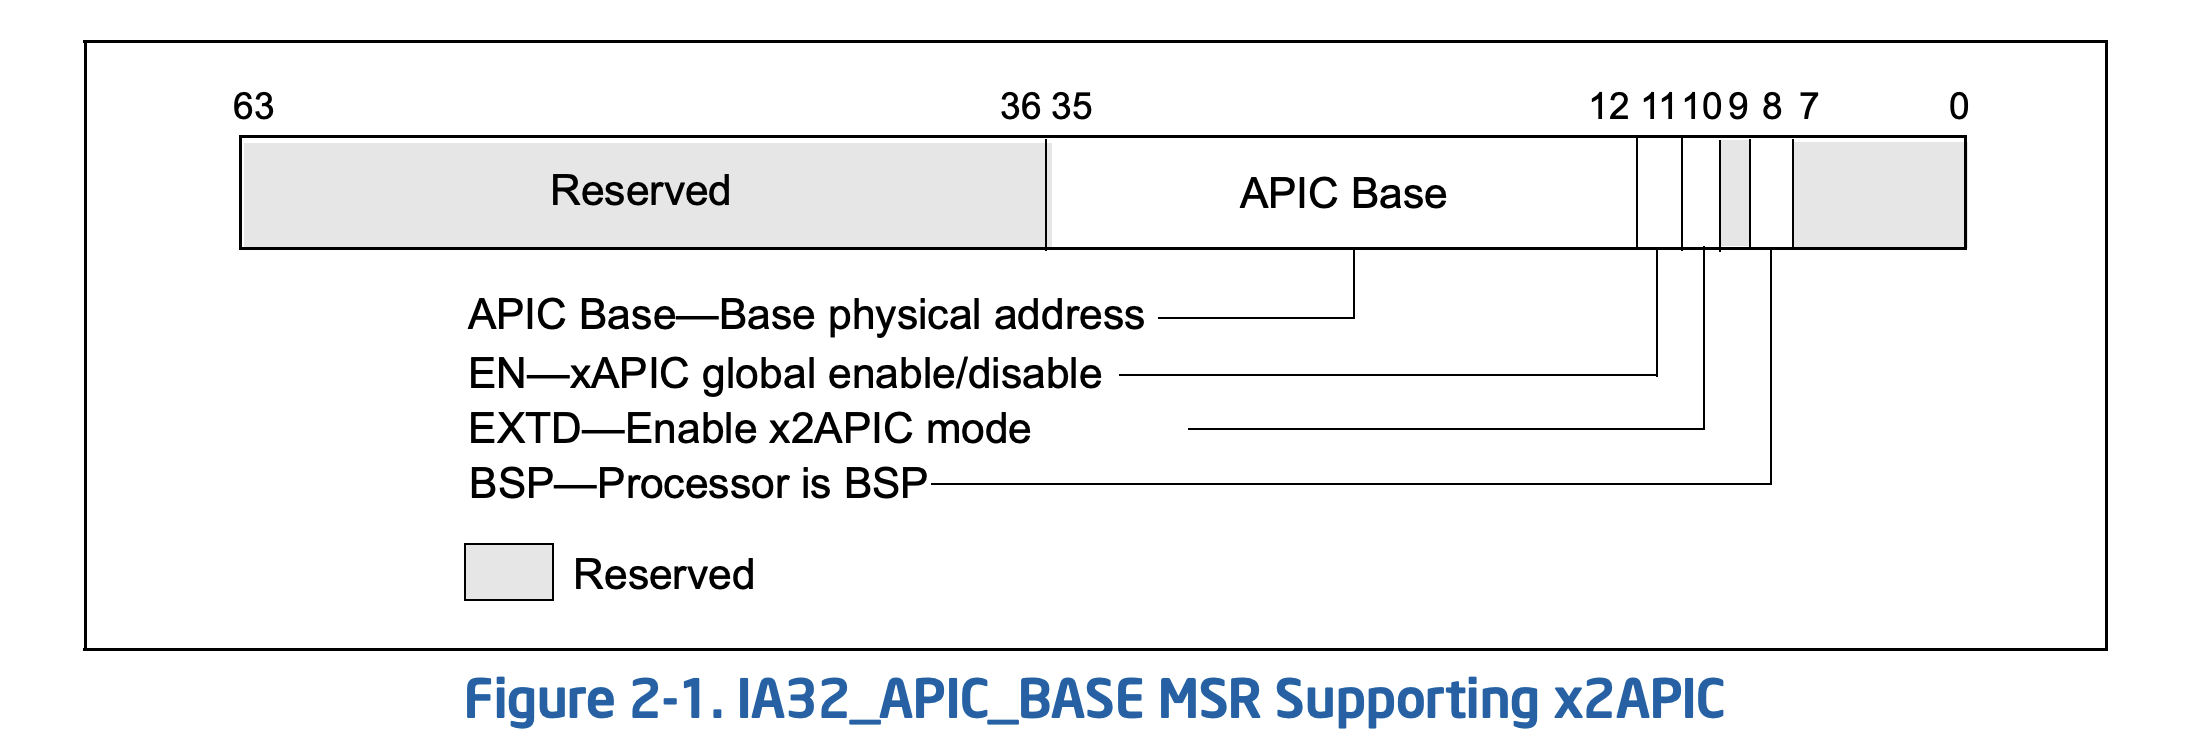 63 36 35 12 11 10 9 8 7 0
Reserved APIC Base
APIC Base—Base physical address
EN—xAPIC global enable/disable
EXTD—Enable x2APIC mode
BSP—Processor is BSP
Reserved
Figure 2-1. IA32_APIC_BASE MSR Supporting x2APIC